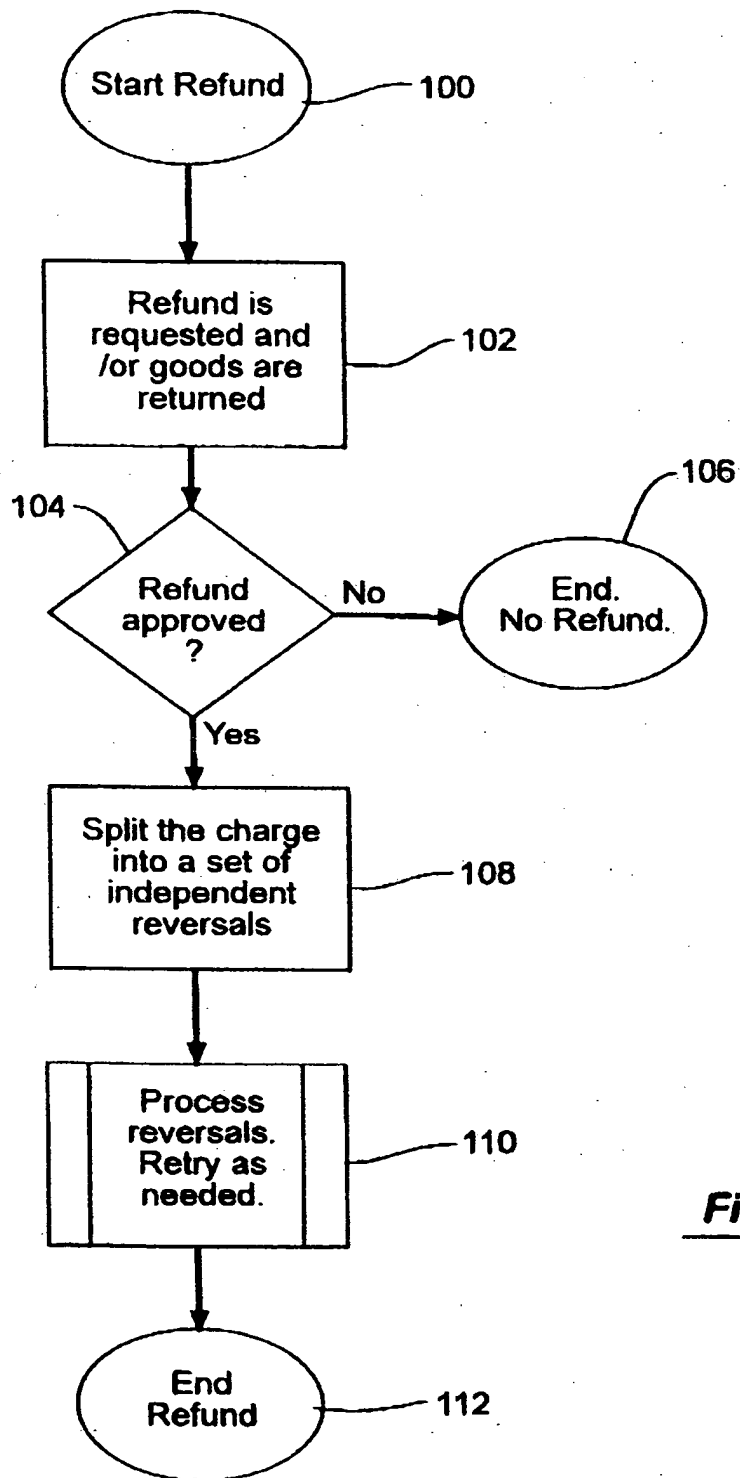 Start Refund
100
Refund is
requested and
/or goods are
returned
102
104
Refund
approved
?
No
106
End.
No Refund.
Yes
Split the charge
into a set of
independent
reversals
108
Process
reversals.
Retry as
needed.
110
End
Refund
112